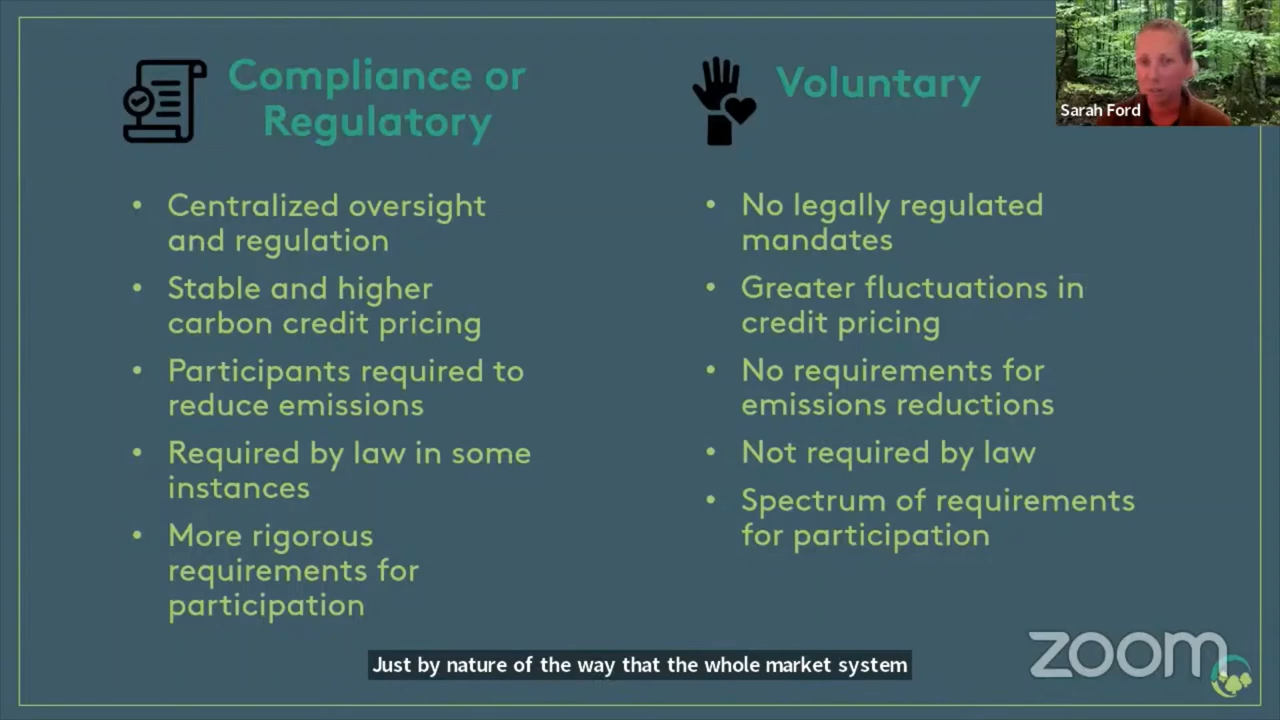 Compliance or
Regulatory
• Centralized oversight
and regulation
• Stable and higher
carbon credit pricing
• Participants required to
reduce emissions
• Required by law in some
instances
• More rigorous
requirements for
participation
Voluntary
• No legally regulated
mandates
• Greater fluctuations in
credit pricing
• No requirements for
emissions reductions
• Not required by law
• Spectrum of requirements
for participation
Sarah Ford
Just by nature of the way that the whole market system
zoom